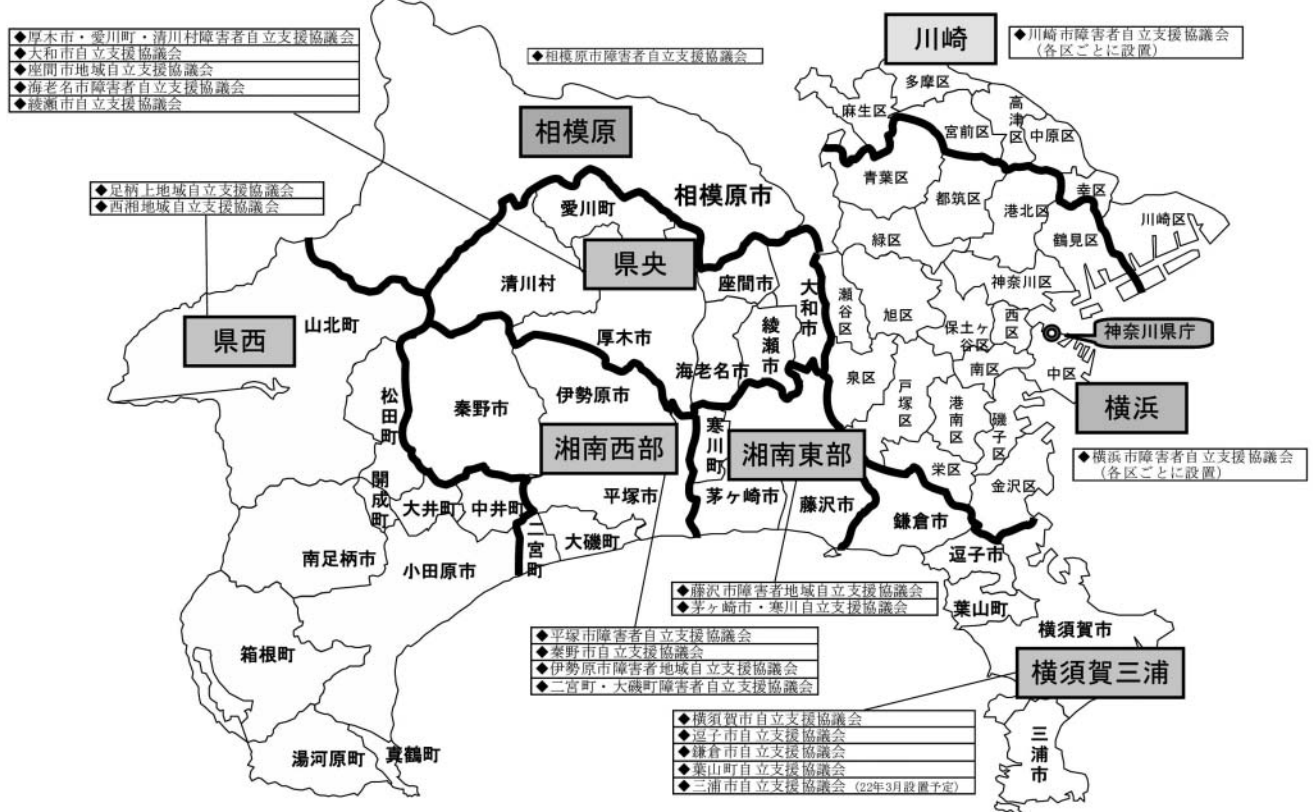 ◆厚木市・愛川町・清川村障害者自立支援協議会
◆大和市自立支援協議会
◆座間市地域自立支援協議会
◆海老名市障害者自立支援協議会
◆綾瀬市自立支援協議会
◆相模原市障害者自立支援協議会
川崎
◆川崎市障害者自立支援協議会
(各区ごとに設置)
多摩区
麻生区
高津区
宮前区
中原区
相模原
青葉区
幸区
◆足柄上地域自立支援協議会
◆西湘地域自立支援協議会
相模原市
愛川町
都筑区
港北区
川崎区
緑区
鶴見区
県央
清川村
座間市
大和市
神奈川区
瀬谷区
旭区
西区
保土ヶ谷区
神奈川県庁
山北町
県西
厚木市
綾瀬市
海老名市
泉区
南区
中区
松田町
秦野市
伊勢原市
戸塚区
港南区
磯子区
横浜
寒川町
湘南西部
湘南東部
栄区
◆横浜市障害者自立支援協議会
(各区ごとに設置)
金沢区
開成町
大井町
中井町
平塚市
茅ヶ崎市
藤沢市
鎌倉市
二宮町
大磯町
南足柄市
小田原市
逗子市
◆藤沢市障害者地域自立支援協議会
◆茅ヶ崎市・寒川自立支援協議会
葉山町
横須賀市
◆平塚市障害者自立支援協議会
◆秦野市自立支援協議会
◆伊勢原市障害者地域自立支援協議会
◆二宮町・大磯町障害者自立支援協議会
箱根町
横須賀三浦
◆横須賀市自立支援協議会
◆逗子市自立支援協議会
◆鎌倉市自立支援協議会
◆葉山町自立支援協議会
◆三浦市自立支援協議会 (22年3月設置予定)
三浦市
湯河原町
真鶴町